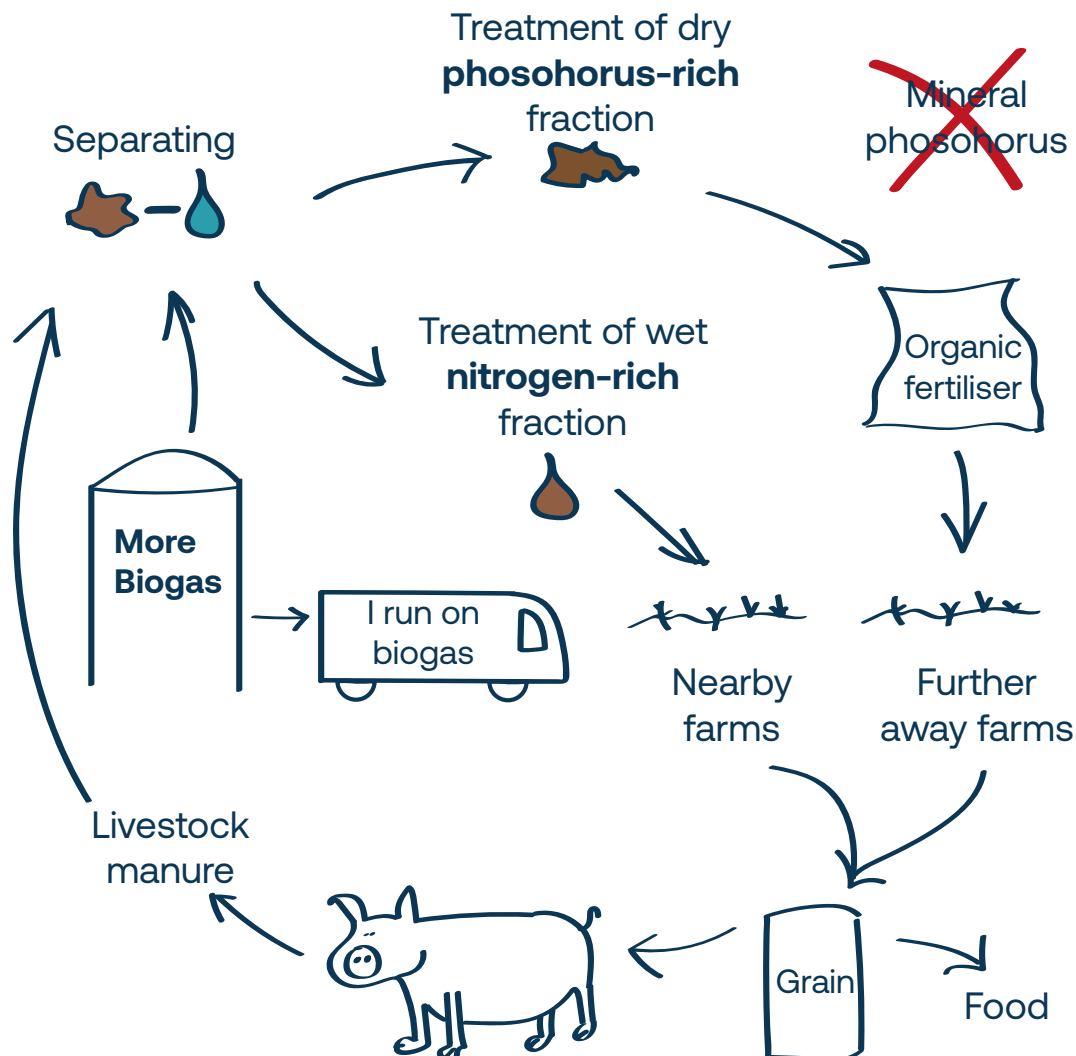 Treatment of dry
phosohorus-rich
fraction
Mineral
phosohorus
Separating
Treatment of wet
nitrogen-rich
fraction
Organic
fertiliser
More
Biogas
I run on
biogas
Nearby
farms
Further
away farms
Livestock
manure
Grain
Food